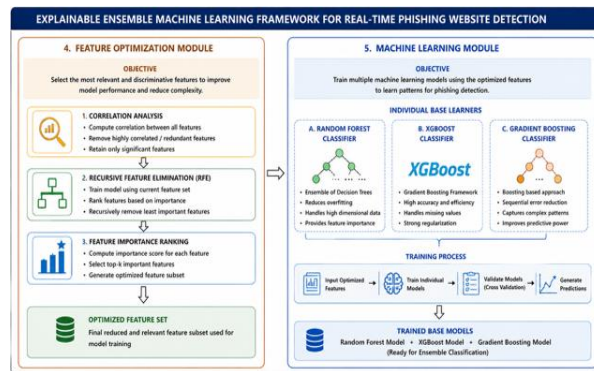 EXPLAINABLE ENSEMBLE MACHINE LEARNING FRAMEWORK FOR REAL-TIME PHISHING WEBSITE DETECTION
4. FEATURE OPTIMIZATION MODULE
OBJECTIVE
Select the most relevant and discriminative features to improve
model performance and reduce complexity.
1. CORRELATION ANALYSIS
• Compute correlation between all features
• Remove highly correlated / redundant features
• Retain only significant features
2. RECURSIVE FEATURE ELIMINATION (RFE)
• Train model using current feature set
• Rank features based on importance
• Recursively remove least important features
3. FEATURE IMPORTANCE RANKING
• Compute importance score for each feature
• Select top-k important features
• Generate optimized feature subset
OPTIMIZED FEATURE SET
Final reduced and relevant feature subset used for
model training
5. MACHINE LEARNING MODULE
OBJECTIVE
Train multiple machine learning models using the optimized features
to learn patterns for phishing detection.
INDIVIDUAL BASE LEARNERS
A. RANDOM FOREST
CLASSIFIER
• Ensemble of Decision Trees
• Reduces overfitting
• Handles high dimensional data
• Provides feature importance
B. XGBOOST
CLASSIFIER
XGBoost
• Gradient Boosting Framework
• High accuracy and efficiency
• Handles missing values
• Strong regularization
C. GRADIENT BOOSTING
CLASSIFIER
• Boosting based approach
• Sequential error reduction
• Captures complex patterns
• Improves predictive power
TRAINING PROCESS
Input Optimized
Features
Train Individual
Models
Validate Models
(Cross Validation)
Generate
Predictions
TRAINED BASE MODELS
Random Forest Model + XGBoost Model + Gradient Boosting Model
(Ready for Ensemble Classification)